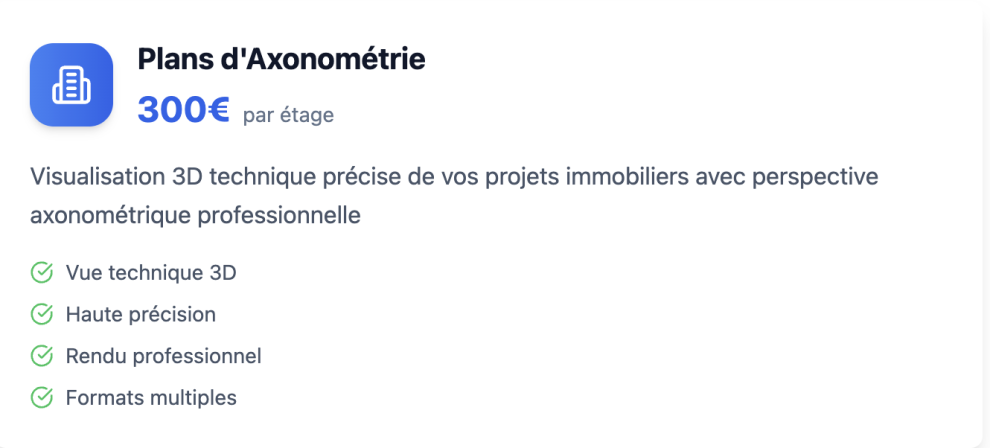 Plans d'Axonométrie
300€ par étage
Visualisation 3D technique précise de vos projets immobiliers avec perspective
axonométrique professionnelle
Vue technique 3D
Haute précision
Rendu professionnel
Formats multiples